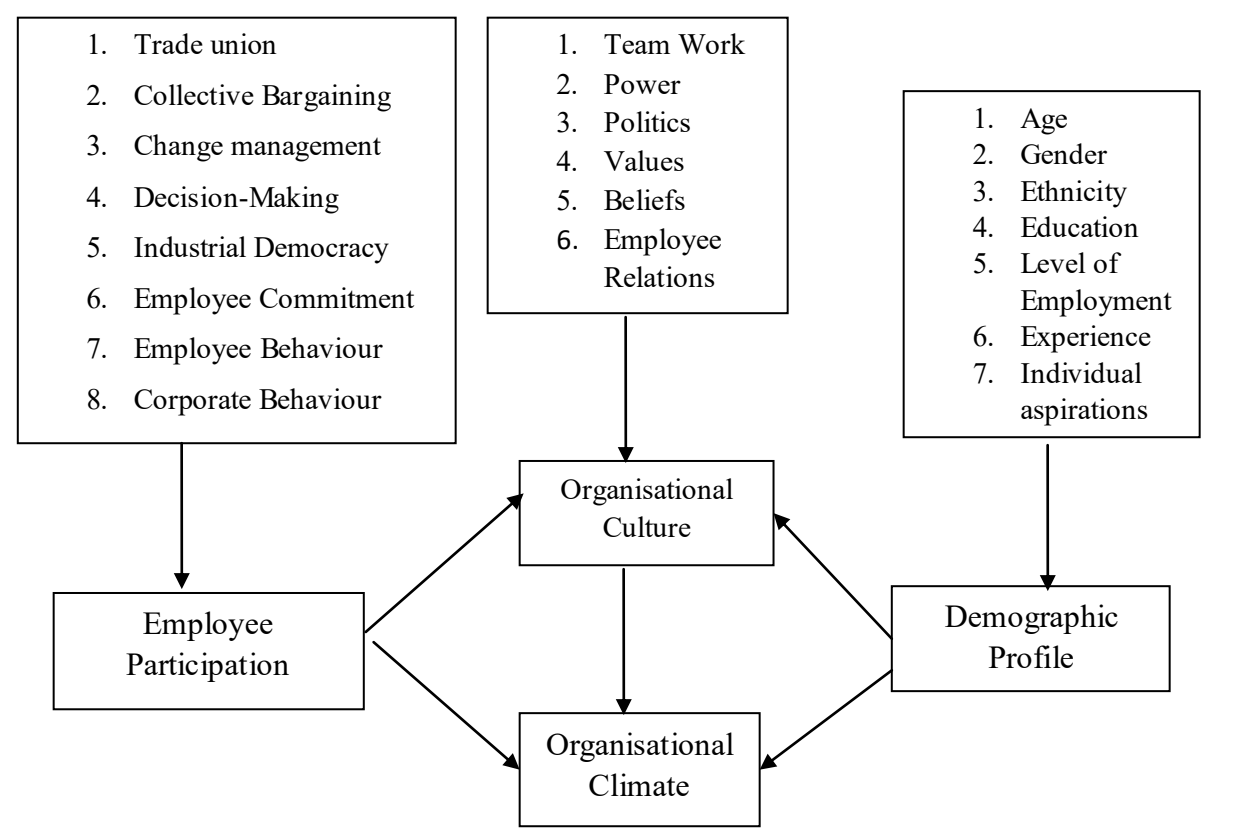 1. Trade union
2. Collective Bargaining
3. Change management
4. Decision-Making
5. Industrial Democracy
6. Employee Commitment
7. Employee Behaviour
8. Corporate Behaviour
1. Team Work
2. Power
3. Politics
4. Values
5. Beliefs
6. Employee
Relations
1. Age
2. Gender
3. Ethnicity
4. Education
5. Level of
Employment
6. Experience
7. Individual
aspirations
Organisational
Culture
Employee
Participation
Demographic
Profile
Organisational
Climate